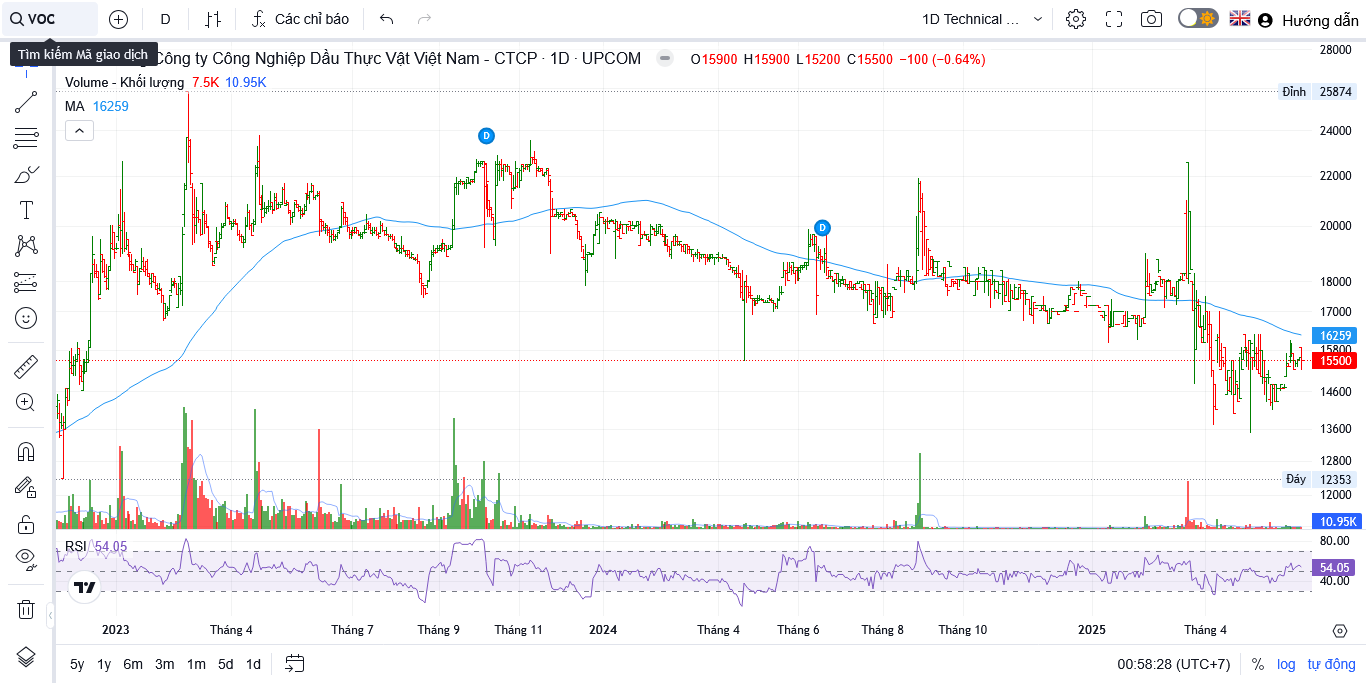 VOC
D
Các chỉ báo
1D Technical ...
Hướng dẫn
Tìm kiếm Mã giao dịch
Công ty Công Nghiệp Dầu Thực Vật Việt Nam - CTCP · 1D · UPCOM
O15900 H15900 L15200 C15500 −100 (−0.64%)
Volume - Khối lượng 7.5K 10.95K
MA 16259
D
D
28000
Đỉnh 25874
24000
22000
20000
18000
17000
16259
15800
15500
14600
13600
12800
Đáy 12353
12000
10.95K
RSI 54.05
80.00
54.05
40.00
2023
Tháng 4
Tháng 7
Tháng 9
Tháng 11
2024
Tháng 4
Tháng 6
Tháng 8
Tháng 10
2025
Tháng 4
5y 1y 6m 3m 1m 5d 1d
00:58:28 (UTC+7)
% log tự động